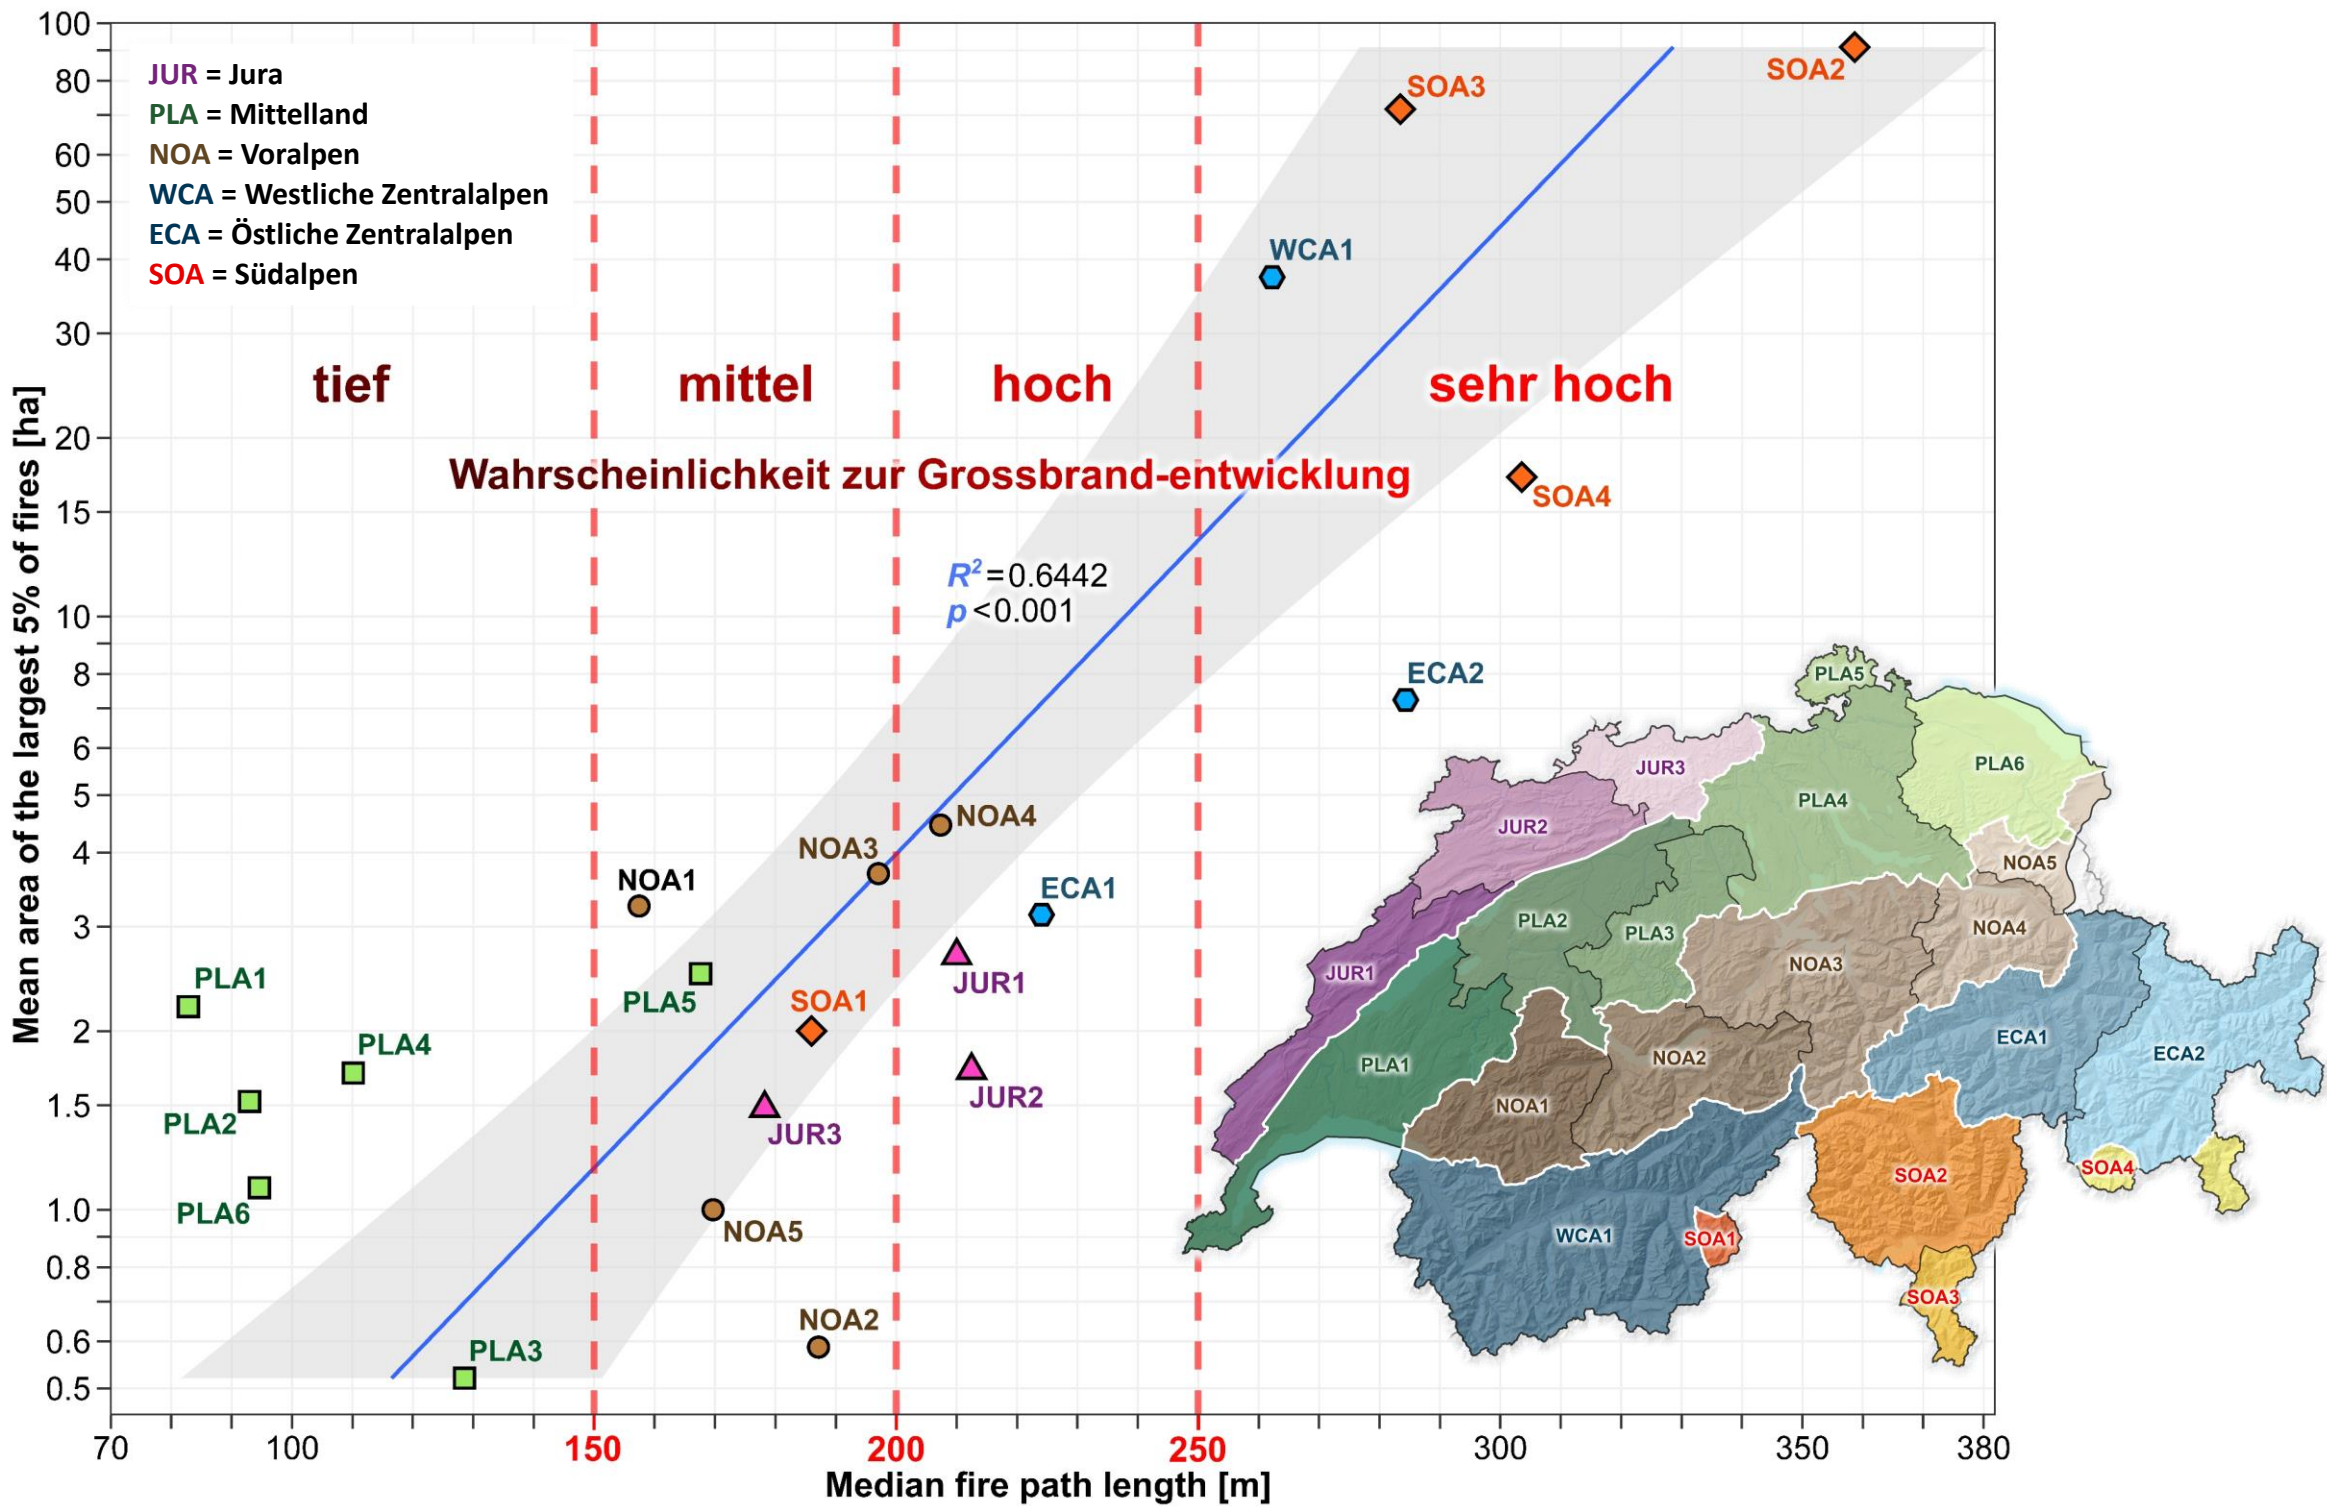 100
80
60
50
40
30
20
15
10
8
6
5
4
3
2
1.5
1.0
0.8
0.6
0.5
Mean area of the largest 5% of fires [ha]
JUR = Jura
PLA = Mittelland
NOA = Voralpen
WCA = Westliche Zentralalpen
ECA = Östliche Zentralalpen
SOA = Südalpen
SOA3
SOA2
WCA1
tief mittel hoch sehr hoch
Wahrscheinlichkeit zur Grossbrand-entwicklung
SOA4
R²=0.6442
p<0.001
ECA2
NOA4
NOA3
NOA1
ECA1
PLA1
PLA5
JUR1
SOA1
PLA4
JUR2
PLA2
JUR3
PLA6
NOA5
NOA2
PLA3
PLA5
JUR3
PLA6
PLA4
JUR2
NOA5
PLA2
PLA3
NOA4
NOA3
JUR1
ECA1
ECA2
NOA2
PLA1
NOA1
SOA4
SOA2
WCA1
SOA1
SOA3
70 100 150 200 250 300 350 380
Median fire path length [m]